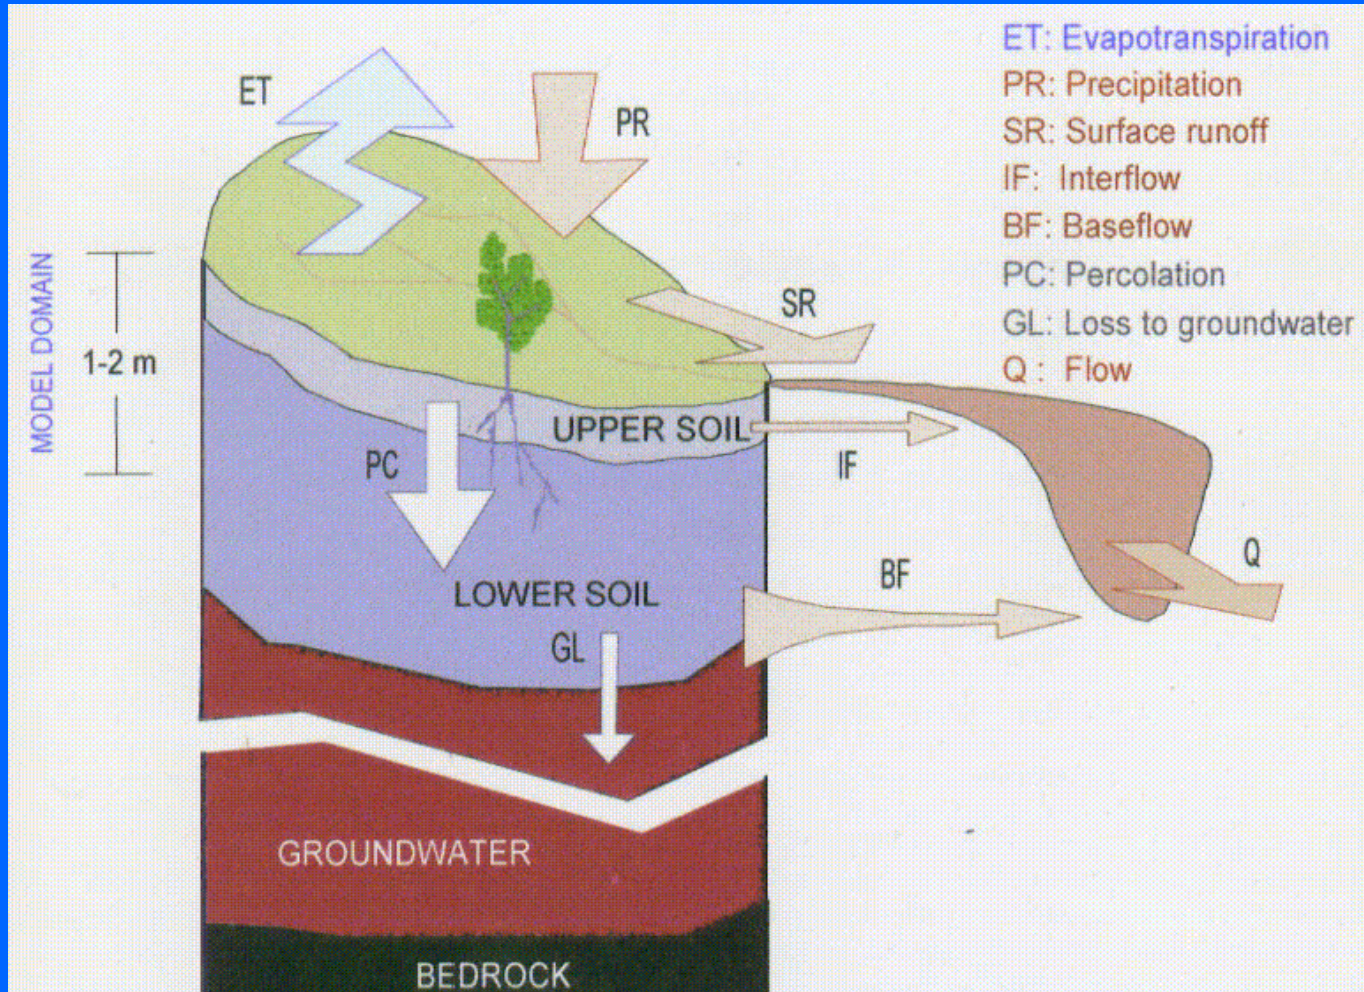 ET: Evapotranspiration
PR: Precipitation
SR: Surface runoff
IF: Interflow
BF: Baseflow
PC: Percolation
GL: Loss to groundwater
Q : Flow
ET
PR
SR
MODEL DOMAIN
1-2 m
UPPER SOIL
PC
IF
LOWER SOIL
BF
Q
GL
GROUNDWATER
BEDROCK